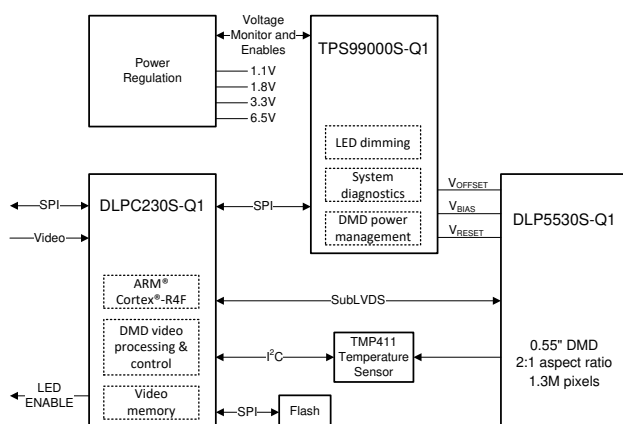 Voltage
Monitor and
Enables
TPS99000S-Q1
Power
Regulation
1.1V
1.8V
3.3V
6.5V
LED dimming
System
diagnostics
DMD power
management
V_OFFSET
V_BIAS
V_RESET
DLP5530S-Q1
0.55" DMD
2:1 aspect ratio
1.3M pixels
SPI
Video
DLPC230S-Q1
SPI
ARM®
Cortex®-R4F
DMD video
processing &
control
Video
memory
LED
ENABLE
SubLVDS
I²C
TMP411
Temperature
Sensor
SPI
Flash